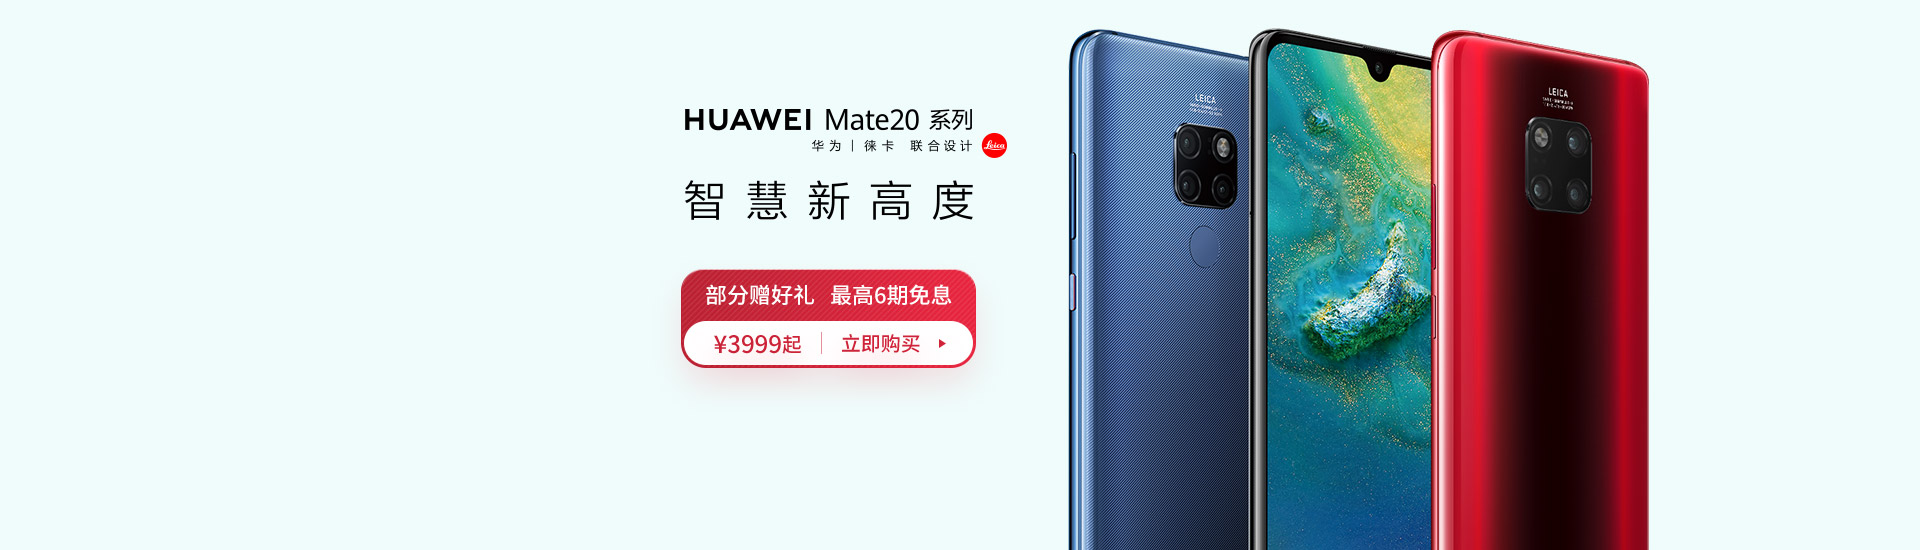 HUAWEI Mate20 系列
华为 | 徕卡 联合设计 Leica
智慧新高度
部分赠好礼 最高6期免息
¥3999起 | 立即购买
LEICA
LEICA